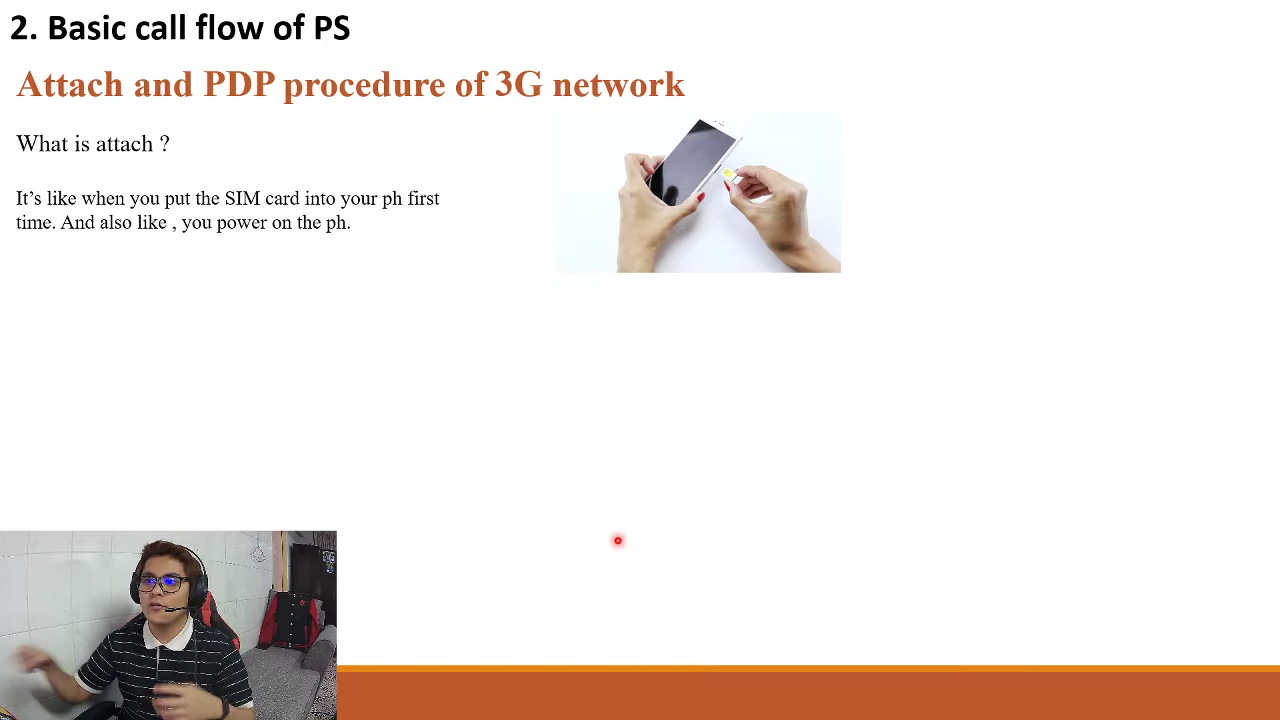 2. Basic call flow of PS
Attach and PDP procedure of 3G network
What is attach ?
It’s like when you put the SIM card into your ph first
time. And also like , you power on the ph.